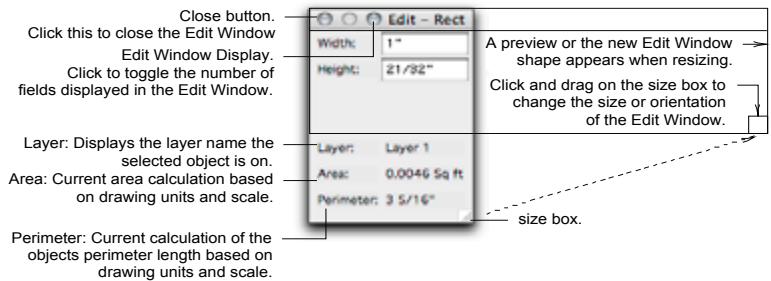 Close button.
Click this to close the Edit Window
Edit Window Display.
Click to toggle the number of
fields displayed in the Edit Window.
Layer: Displays the layer name the
selected object is on.
Area: Current area calculation based
on drawing units and scale.
Perimeter: Current calculation of the
objects perimeter length based on
drawing units and scale.
Edit - Rect
Width: 1"
Height: 21/32"
Layer: Layer 1
Area: 0.0046 Sq ft
Perimeter: 3 5/16"
A preview or the new Edit Window
shape appears when resizing.
Click and drag on the size box to
change the size or orientation
of the Edit Window.
size box.